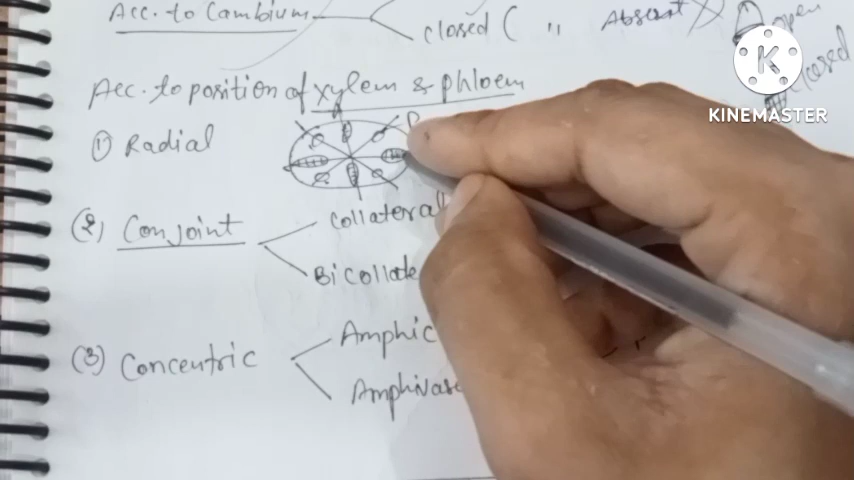 Acc. to Cambium
closed ( " Absent
open
closed
Acc. to position of xylem & phloem
① Radial
(2) Conjoint
Collateral
Bicollate
(3) Concentric
Amphic
Amphivas
K
KINEMASTER